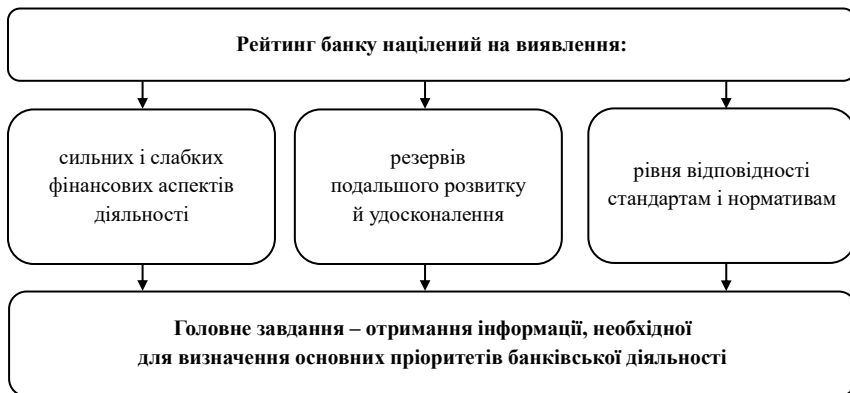 Рейтинг банку націлений на виявлення:
сильних і слабких
фінансових аспектів
діяльності
резервів
подальшого розвитку
й удосконалення
рівня відповідності
стандартам і нормативам
Головне завдання – отримання інформації, необхідної
для визначення основних пріоритетів банківської діяльності